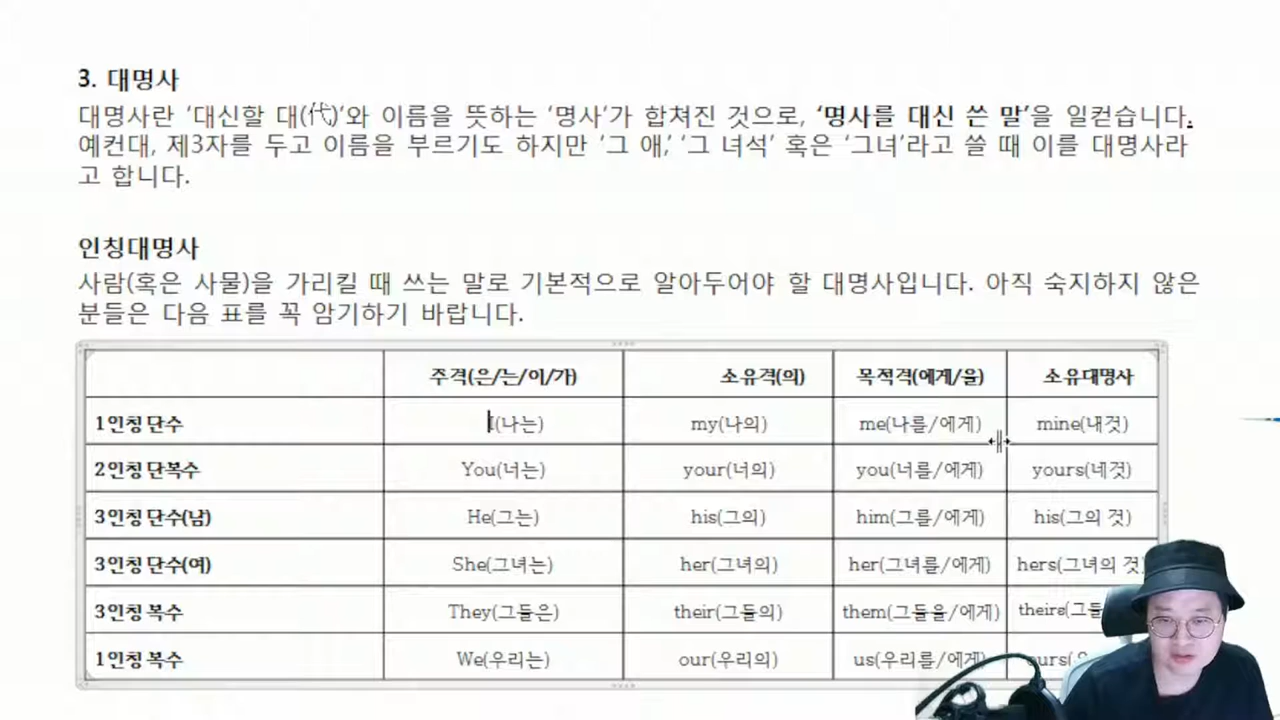 3. 대명사
대명사란 ‘대신할 대(代)’와 이름을 뜻하는 ‘명사’가 합쳐진 것으로, ‘명사를 대신 쓴 말’을 일컫습니다.
예컨대, 제3자를 두고 이름을 부르기도 하지만 ‘그 애,’ ‘그 녀석’ 혹은 ‘그녀’라고 쓸 때 이를 대명사라
고 합니다.
인칭대명사
사람(혹은 사물)을 가리킬 때 쓰는 말로 기본적으로 알아두어야 할 대명사입니다. 아직 숙지하지 않은
분들은 다음 표를 꼭 암기하기 바랍니다.
주격(은/는/이/가) 소유격(의) 목적격(에게/을) 소유대명사
1인칭 단수 I(나는) my(나의) me(나를/에게) mine(내것)
2인칭 단복수 You(너는) your(너의) you(너를/에게) yours(네것)
3인칭 단수(남) He(그는) his(그의) him(그를/에게) his(그의 것)
3인칭 단수(여) She(그녀는) her(그녀의) her(그녀를/에게) hers(그녀의 것)
3인칭 복수 They(그들은) their(그들의) them(그들을/에게) theirs(그들
1인칭 복수 We(우리는) our(우리의) us(우리를/에게)